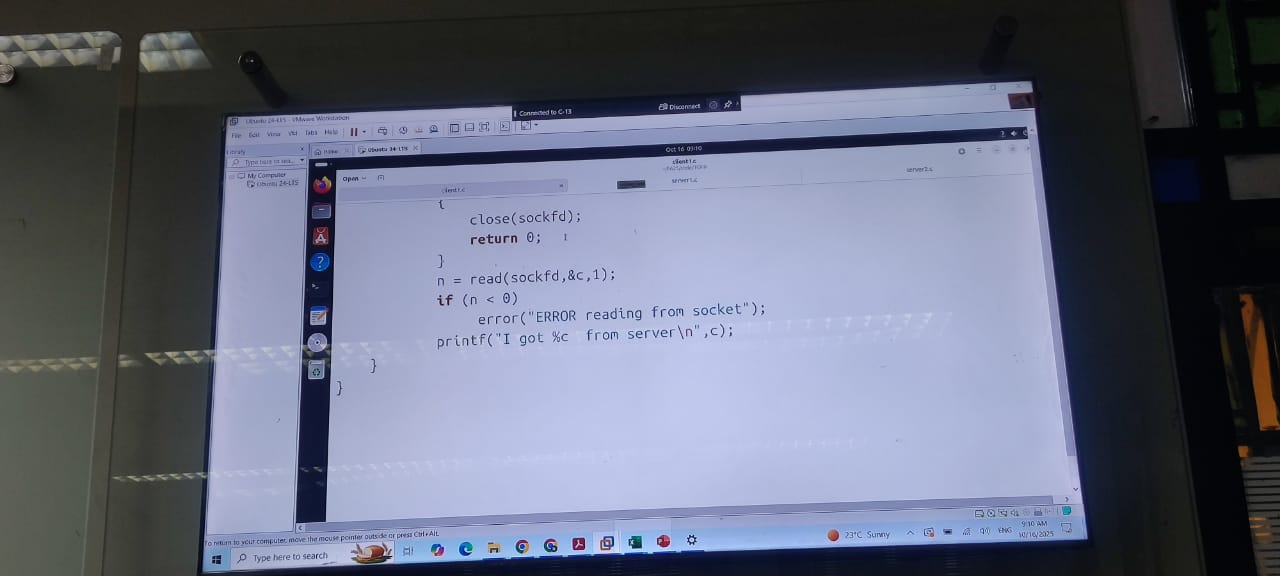 Connected to C-13
Disconnect
Ubuntu 24-LTS - VMware Workstation
File Edit View VM Tabs Help
Library
Type here to sea...
My Computer
Ubuntu 24-LTS
Home
Ubuntu 24-LTS
Oct 16 09:10
Open
client1.c
client1.c
server1.c
server2.c
{
close(sockfd);
return 0;
}
n = read(sockfd,&c,1);
if (n < 0)
error("ERROR reading from socket");
printf("I got %c  from server\n",c);
}
}
To return to your computer, move the mouse pointer outside or press Ctrl+Alt.
Type here to search
23°C Sunny
ENG
9:10 AM
10/16/2025